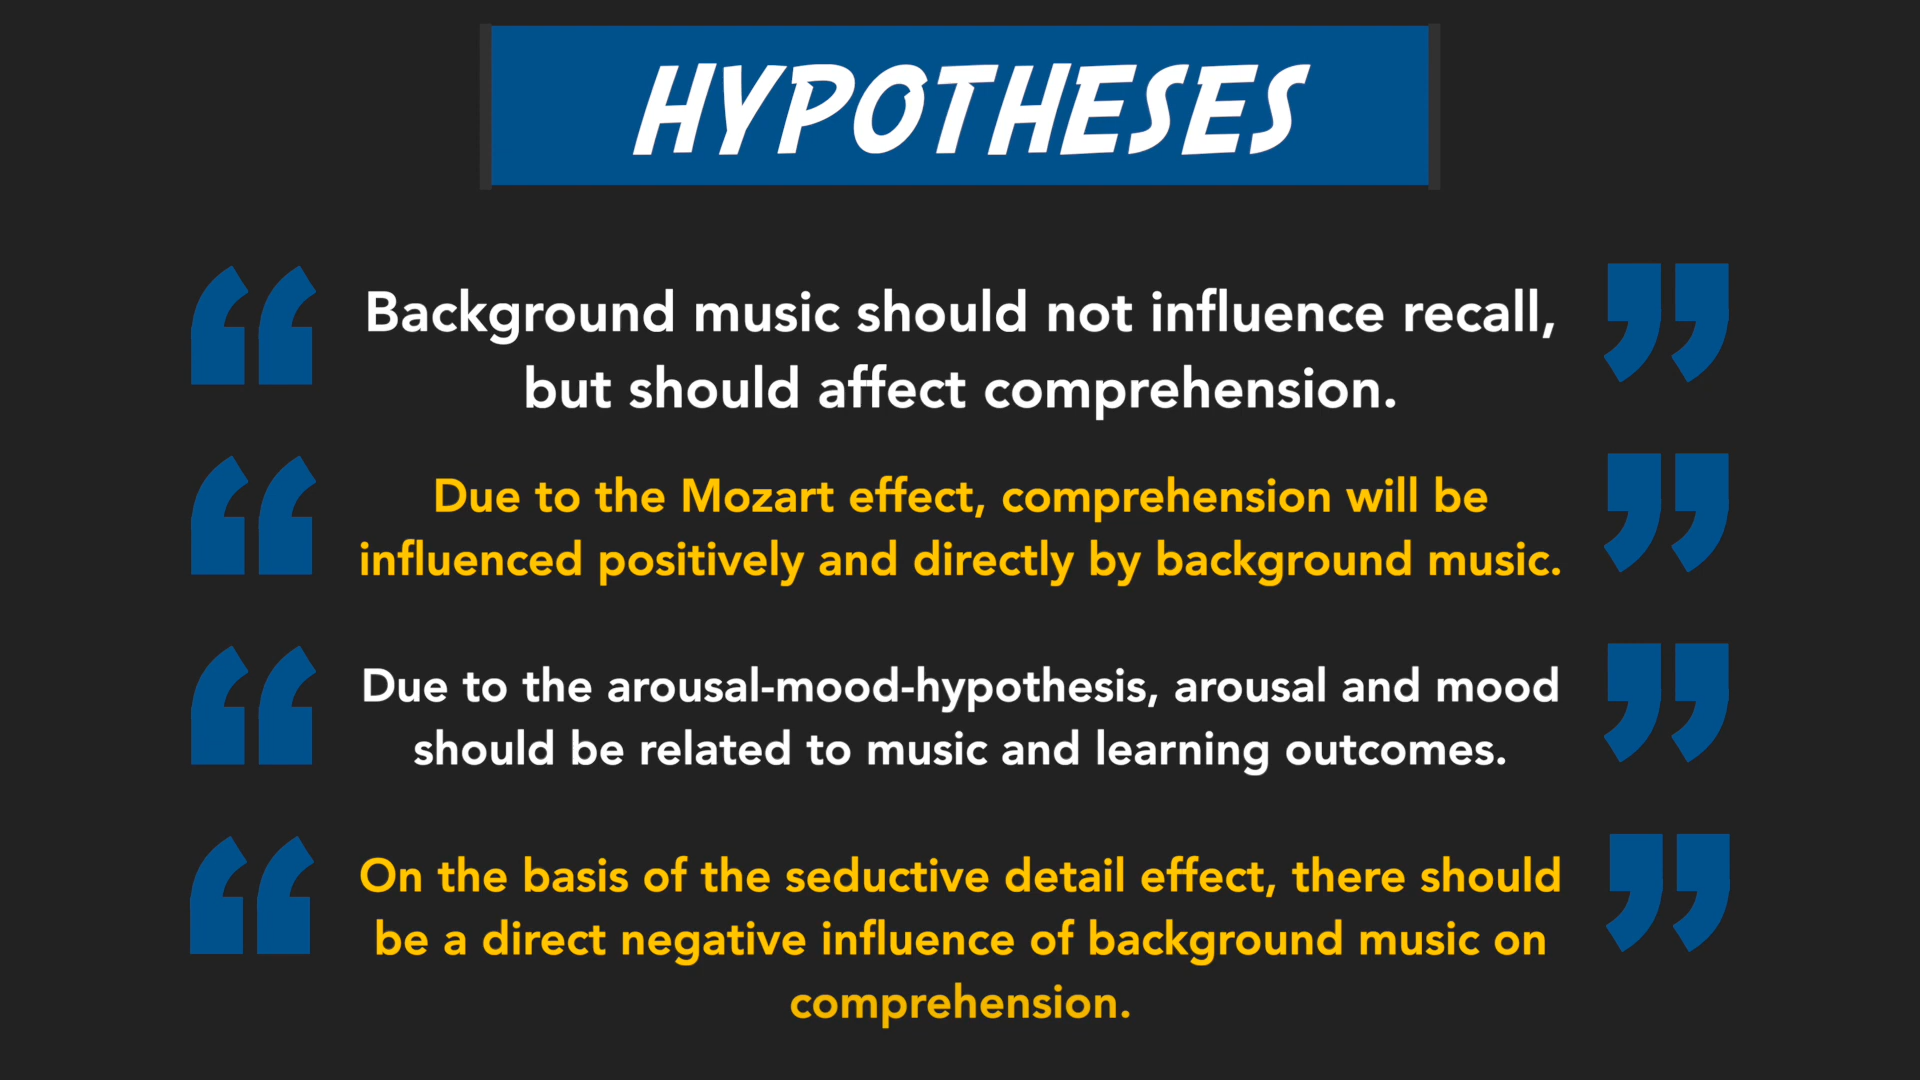 HYPOTHESES
“Background music should not influence recall,
but should affect comprehension.”
“Due to the Mozart effect, comprehension will be
influenced positively and directly by background music.”
“Due to the arousal-mood-hypothesis, arousal and mood
should be related to music and learning outcomes.”
“On the basis of the seductive detail effect, there should
be a direct negative influence of background music on
comprehension.”